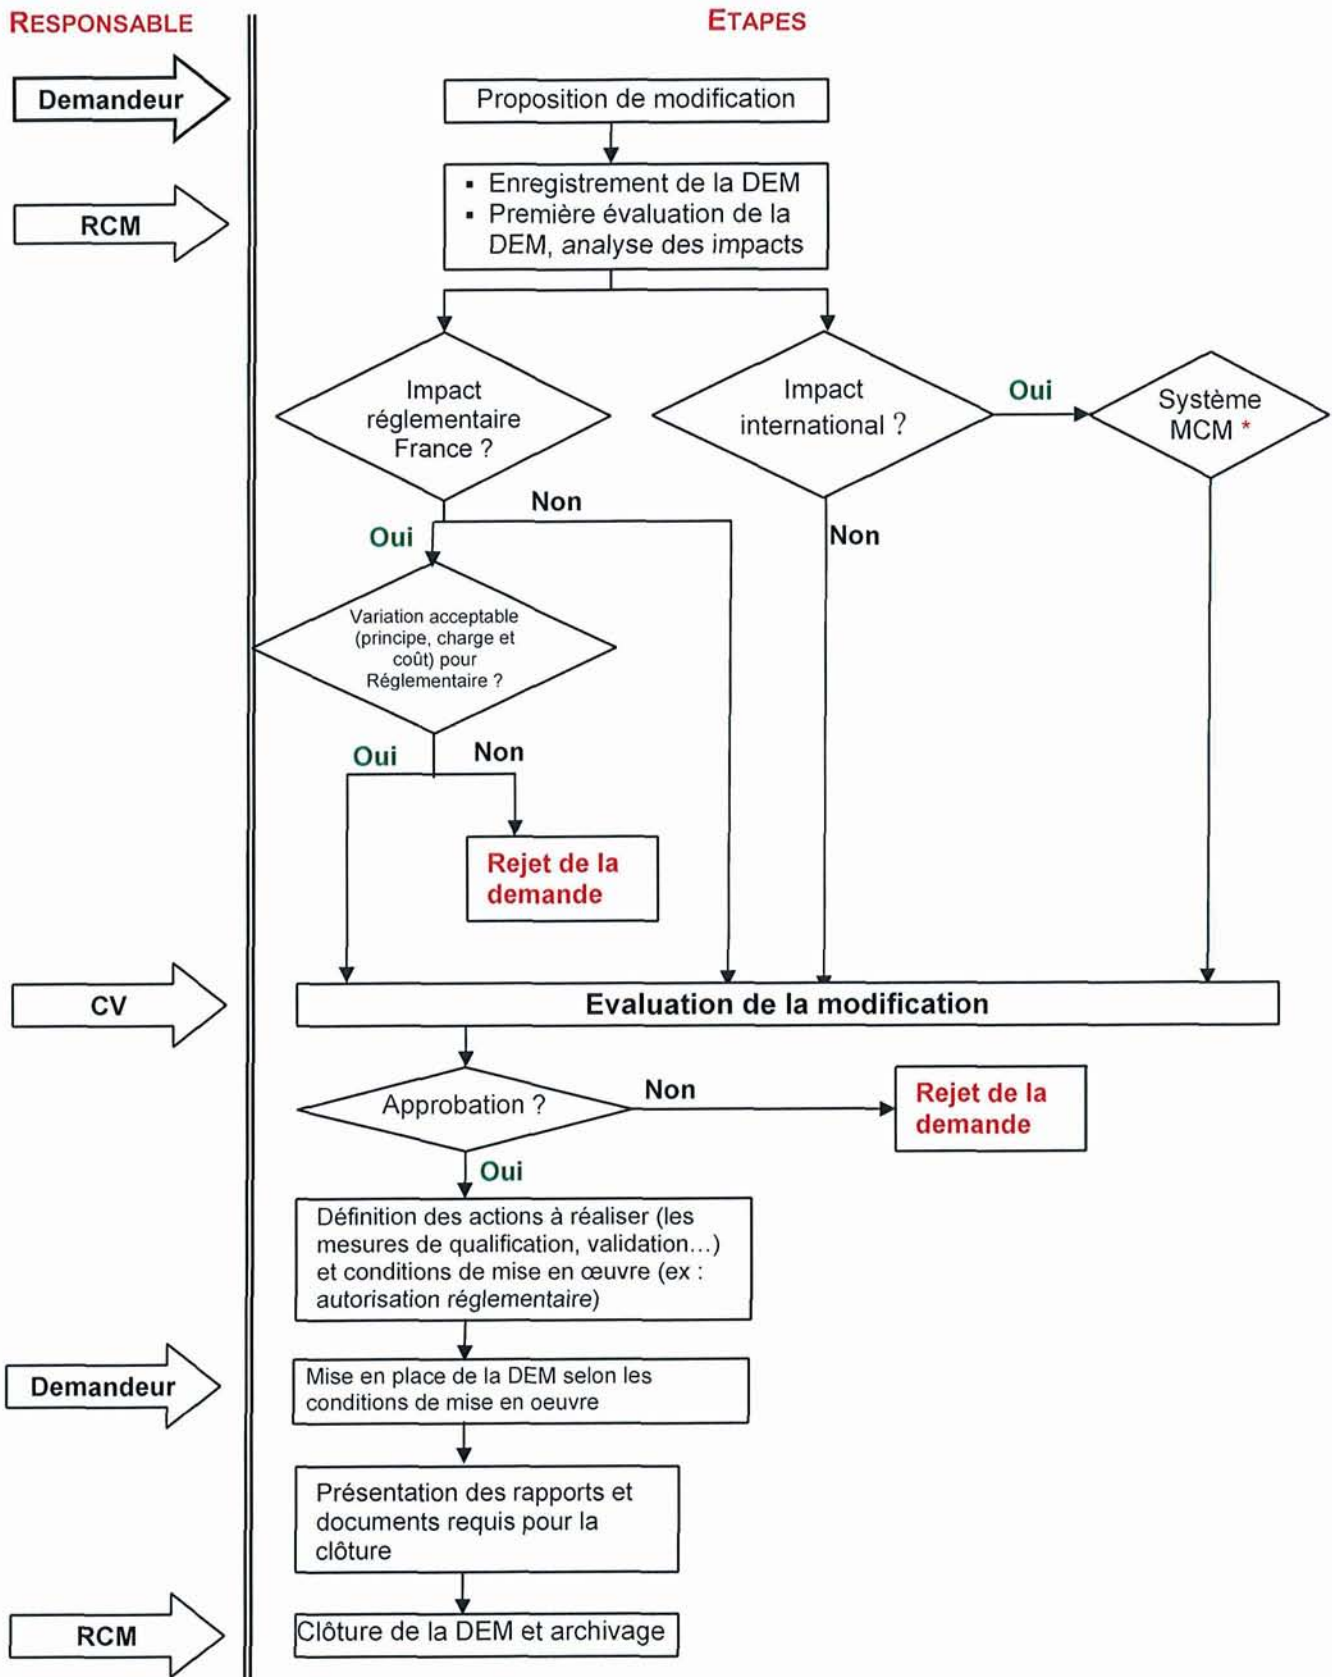 RESPONSABLE
ETAPES
Demandeur
Proposition de modification
RCM
▪ Enregistrement de la DEM
▪ Première évaluation de la
DEM, analyse des impacts
Impact
réglementaire
France ?
Impact
international ?
Oui
Système
MCM *
Non
Oui
Non
Variation acceptable
(principe, charge et
coût) pour
Réglementaire ?
Oui
Non
Rejet de la
demande
CV
Evaluation de la modification
Approbation ?
Non
Rejet de la
demande
Oui
Définition des actions à réaliser (les
mesures de qualification, validation...)
et conditions de mise en œuvre (ex :
autorisation réglementaire)
Demandeur
Mise en place de la DEM selon les
conditions de mise en oeuvre
Présentation des rapports et
documents requis pour la
clôture
RCM
Clôture de la DEM et archivage